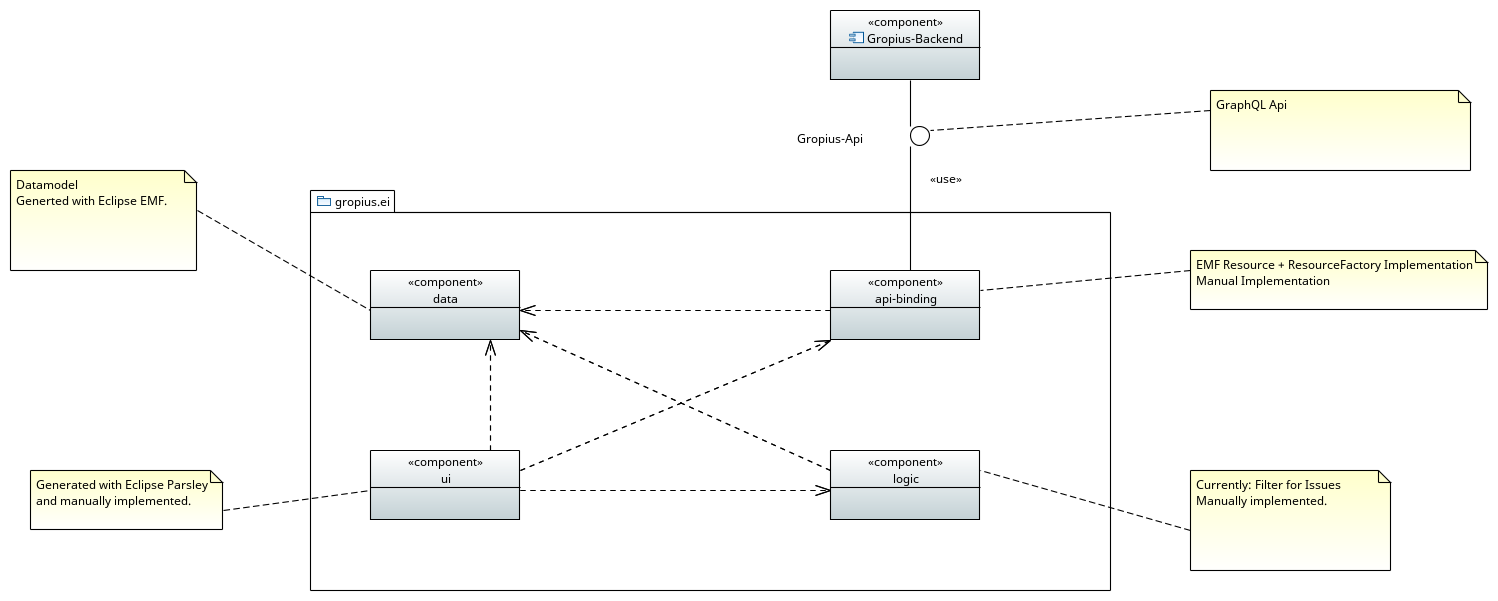 «component»
Gropius-Backend
GraphQL Api
Gropius-Api
«use»
Datamodel
Generted with Eclipse EMF.
gropius.ei
«component»
data
«component»
api-binding
EMF Resource + ResourceFactory Implementation
Manual Implementation
«component»
ui
«component»
logic
Generated with Eclipse Parsley
and manually implemented.
Currently: Filter for Issues
Manually implemented.